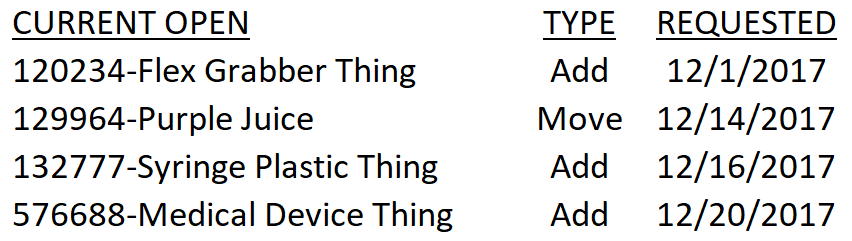 CURRENT OPEN TYPE REQUESTED
120234-Flex Grabber Thing Add 12/1/2017
129964-Purple Juice Move 12/14/2017
132777-Syringe Plastic Thing Add 12/16/2017
576688-Medical Device Thing Add 12/20/2017